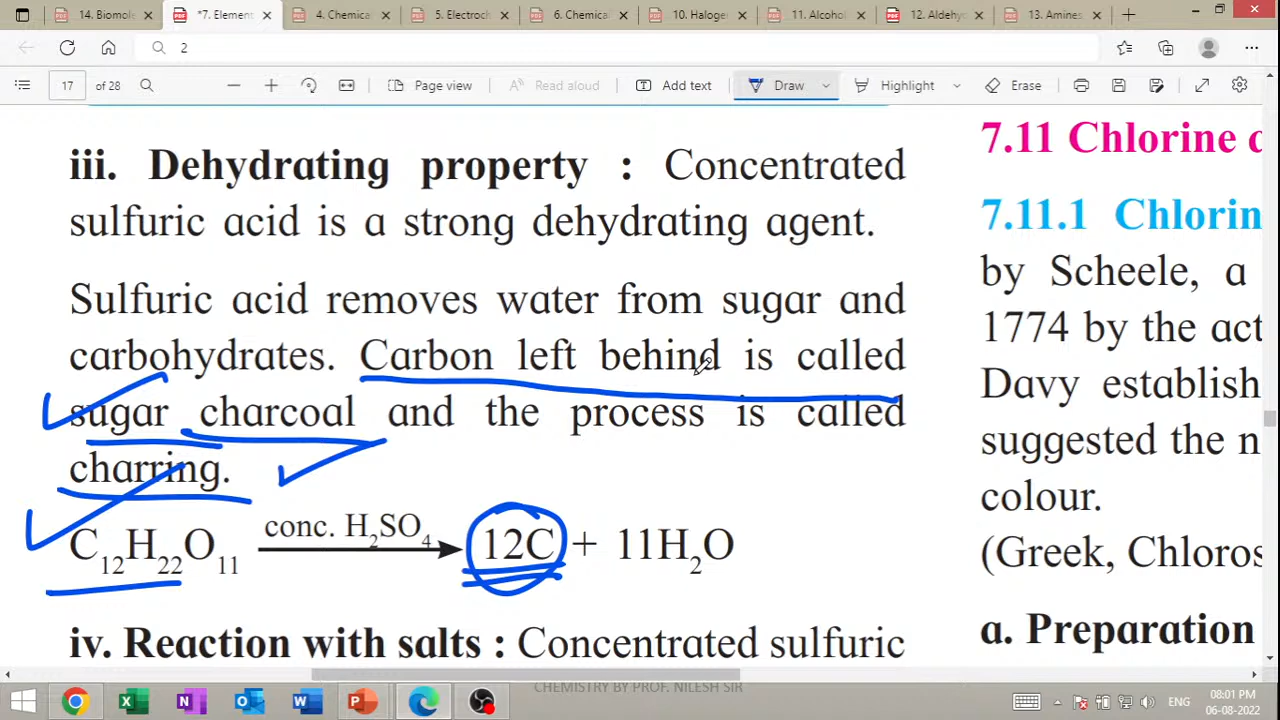 14. Biomole
*7. Element
4. Chemica
5. Electroch
6. Chemica
10. Haloger
11. Alcohol
12. Aldehyd
13. Amines.
2
17 of 28
Page view
Read aloud
Add text
Draw
Highlight
Erase
iii. Dehydrating property : Concentrated
sulfuric acid is a strong dehydrating agent.
Sulfuric acid removes water from sugar and
carbohydrates. Carbon left behind is called
sugar charcoal and the process is called
charring.
C12H22O11 conc. H2SO4 12C + 11H2O
iv. Reaction with salts : Concentrated sulfuric
7.11 Chlorine
7.11.1 Chlorin
by Scheele, a
1774 by the act
Davy establish
suggested the n
colour.
(Greek, Chloros
a. Preparation
CHEMISTRY BY PROF. NILESH SIR
ENG
08:01 PM
06-08-2022